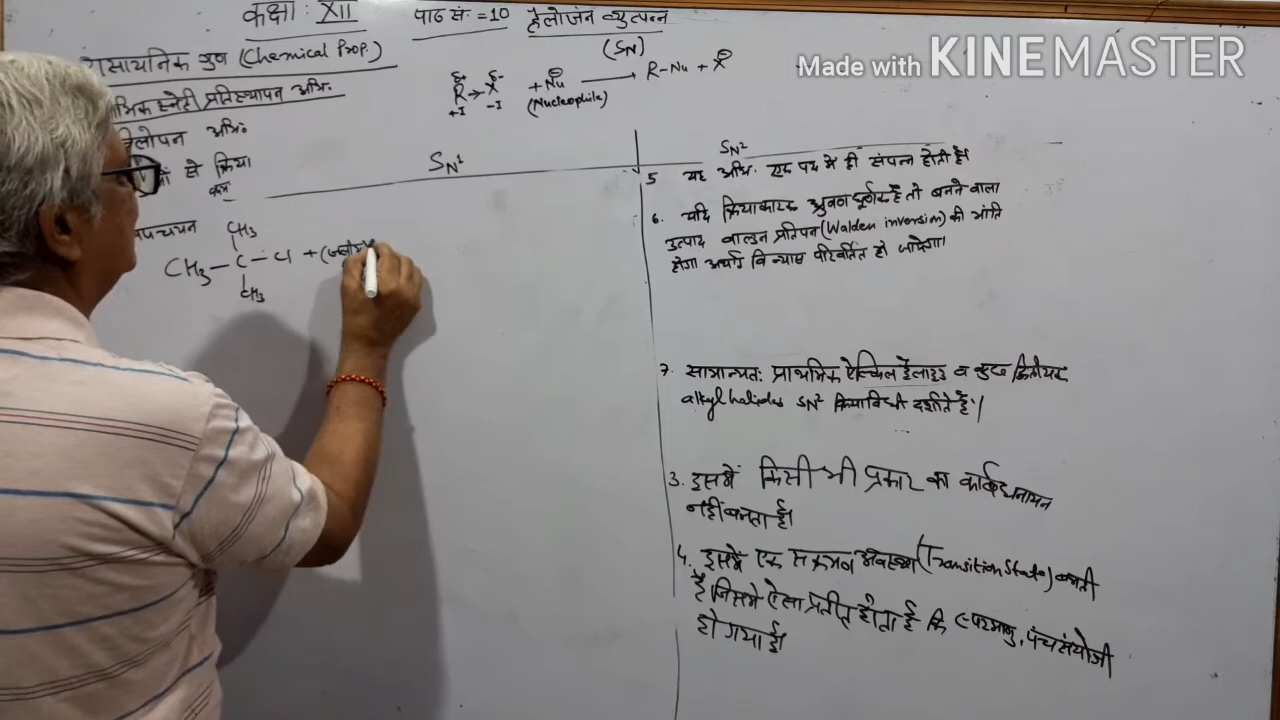 कक्षा: XII पाठ सं: =10 हैलोजन व्युत्पन्न
Made with KINEMASTER
रासायनिक गुण (Chemical Prop.)
(SN)
δ+ δ-
R → X + Nu⊖ → R-Nu + X⊖
+I -I (Nucleophile)
प्रतिस्थापन अभि.
विलोपन अभि.
से क्रिया
SN¹
SN²
5 यह अभि. एक पद में ही संपन्न होती है।
6. यदि क्रियाकारक ध्रुवण घूर्णक है तो बनने वाला
उत्पाद वाल्डन प्रतिपन (Walden inversion) की भांति
होगा अर्थात् विन्यास परिवर्तित हो जायेगा।
अपचयन
CH3
CH3 - C - Cl + (जलीय
CH3
7. सामान्यत: प्राथमिक ऐल्किल हैलाइड व कुछ द्वितीयक
alkyl halides SN² क्रियाविधी दर्शाते है।
3. इसमें किसी भी प्रकार का कार्बधनायन
नहीं बनता है।
4. इसमें एक संक्रमण अवस्था (Transition State) बनती
है जिसमे ऐसा प्रतीत होता है कि C परमाणु, पंचसंयोजी
हो गया है।